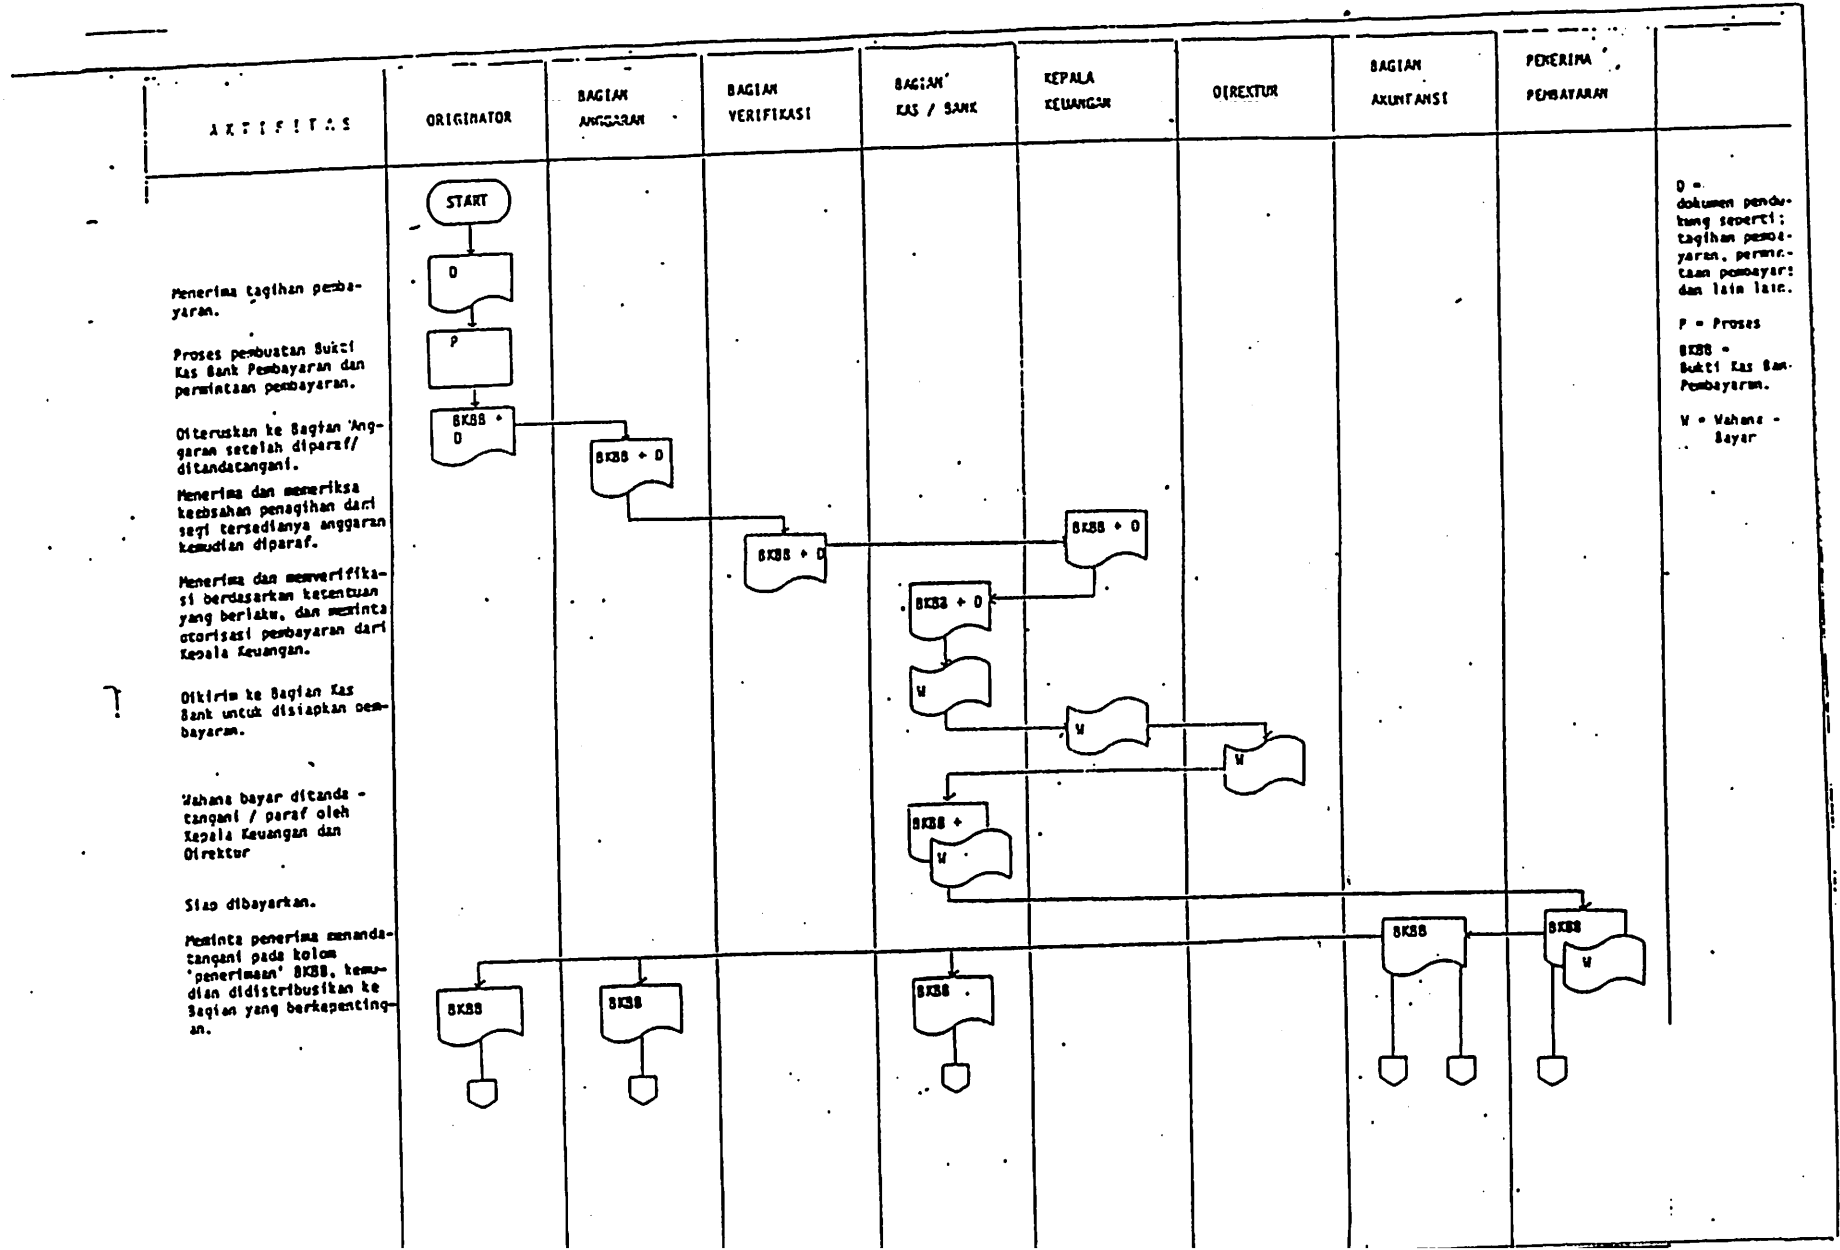 AKTIFITAS
ORIGINATOR
BAGIAN
ANGGARAN
BAGIAN
VERIFIKASI
BAGIAN
KAS / BANK
KEPALA
KEUANGAN
DIREKTUR
BAGIAN
AKUNTANSI
PENERIMA
PEMBAYARAN
START
D
Menerima tagihan pemba-
yaran.
P
Proses pembuatan Bukti
Kas Bank Pembayaran dan
permintaan pembayaran.
BKBB +
D
Diteruskan ke Bagian Ang-
garan setelah diparaf/
ditandatangani.
BKBB + D
Menerima dan memeriksa
keabsahan penagihan dari
segi tersedianya anggaran
kemudian diparaf.
BKBB + D
BKBB + D
Menerima dan memverifika-
si berdasarkan ketentuan
yang berlaku, dan meminta
otorisasi pembayaran dari
Kepala Keuangan.
BKBB + D
Dikirim ke Bagian Kas
Bank untuk disiapkan pem-
bayaran.
W
W
W
Wahana bayar ditanda -
tangani / paraf oleh
Kepala Keuangan dan
Direktur
BKBB +
W
Siap dibayarkan.
Meminta penerima menanda-
tangani pada kolom
'penerimaan' BKBB, kemu-
dian didistribusikan ke
Bagian yang berkepenting-
an.
BKBB
W
BKBB
BKBB
BKBB
BKBB
D =
dokumen pendu-
kung seperti:
tagihan pemba-
yaran, permin-
taan pembayar:
dan lain lain.
P = Proses
BKBB =
Bukti Kas Ban-
Pembayaran.
W = Wahana -
Bayar